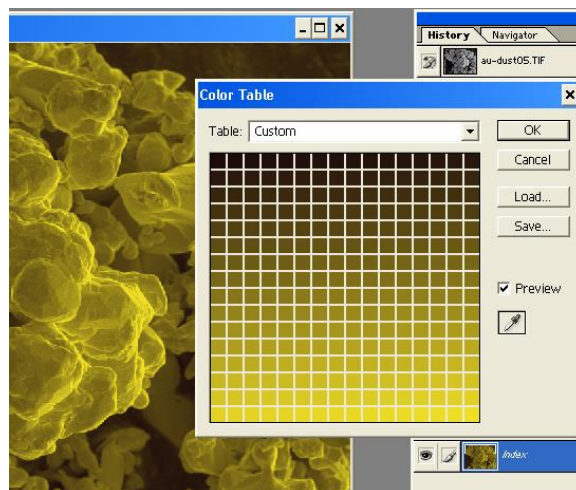 History Navigator
au-dust05.TIF
Color Table
Table: Custom
OK
Cancel
Load...
Save...
Preview
Index